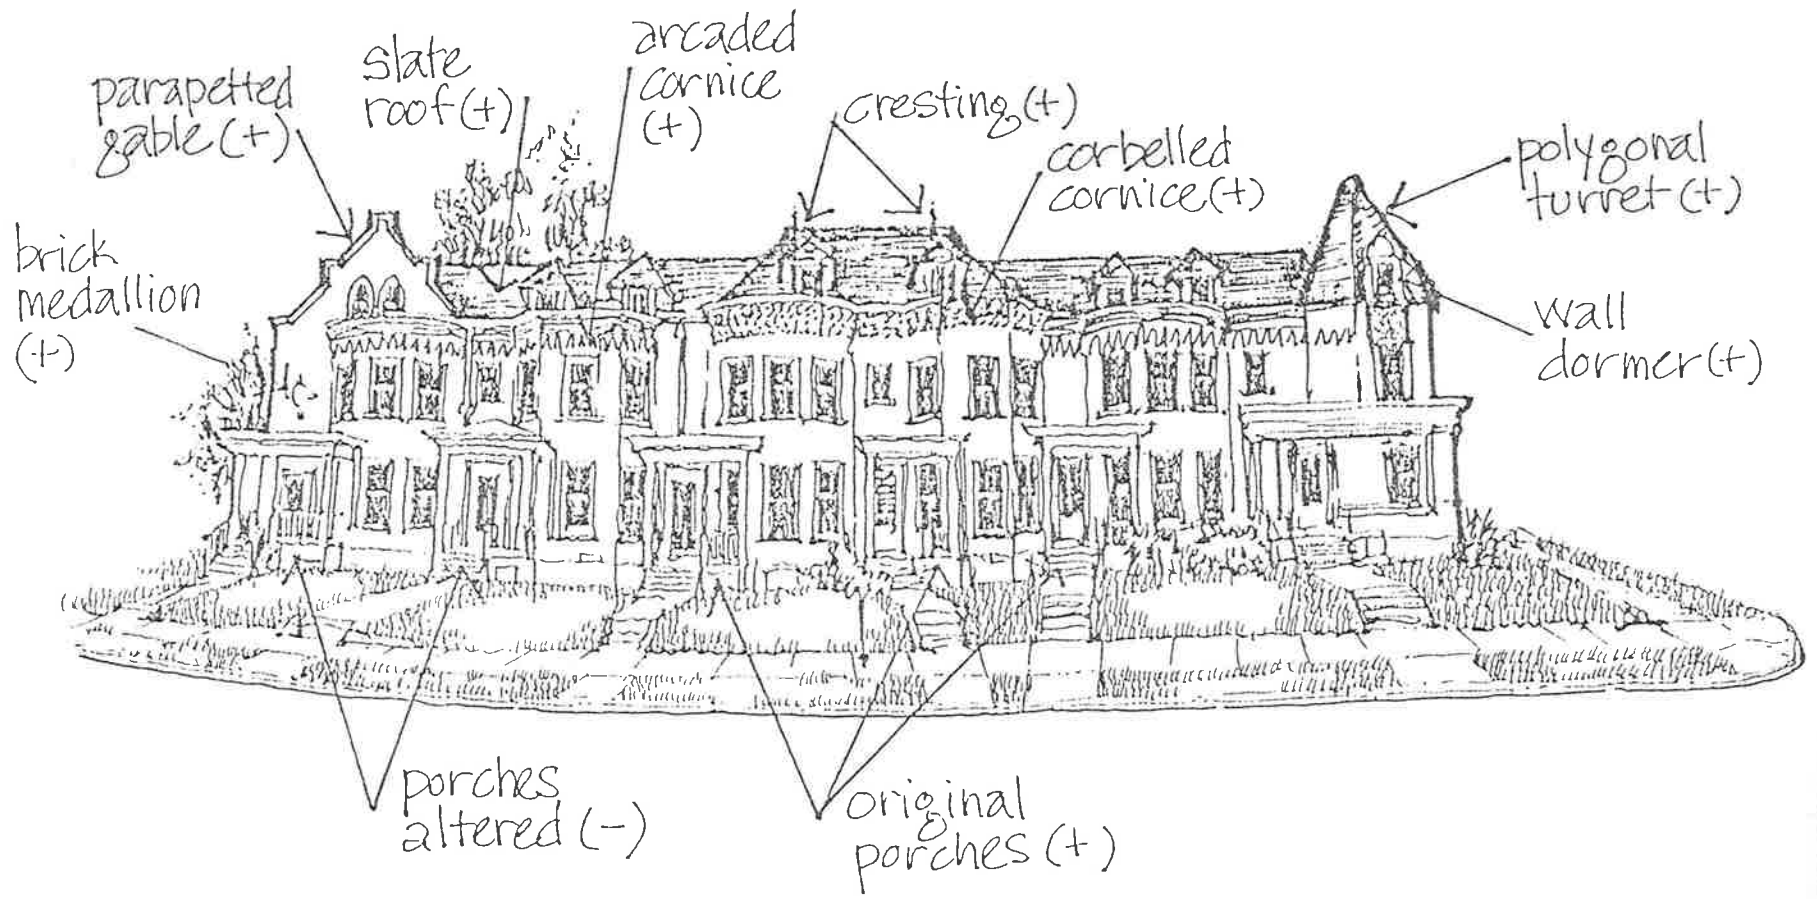 parapetted
gable (+)
slate
roof (+)
arcaded
cornice
(+)
cresting (+)
corbelled
cornice (+)
polygonal
turret (+)
brick
medallion
(+)
wall
dormer (+)
porches
altered (-)
original
porches (+)